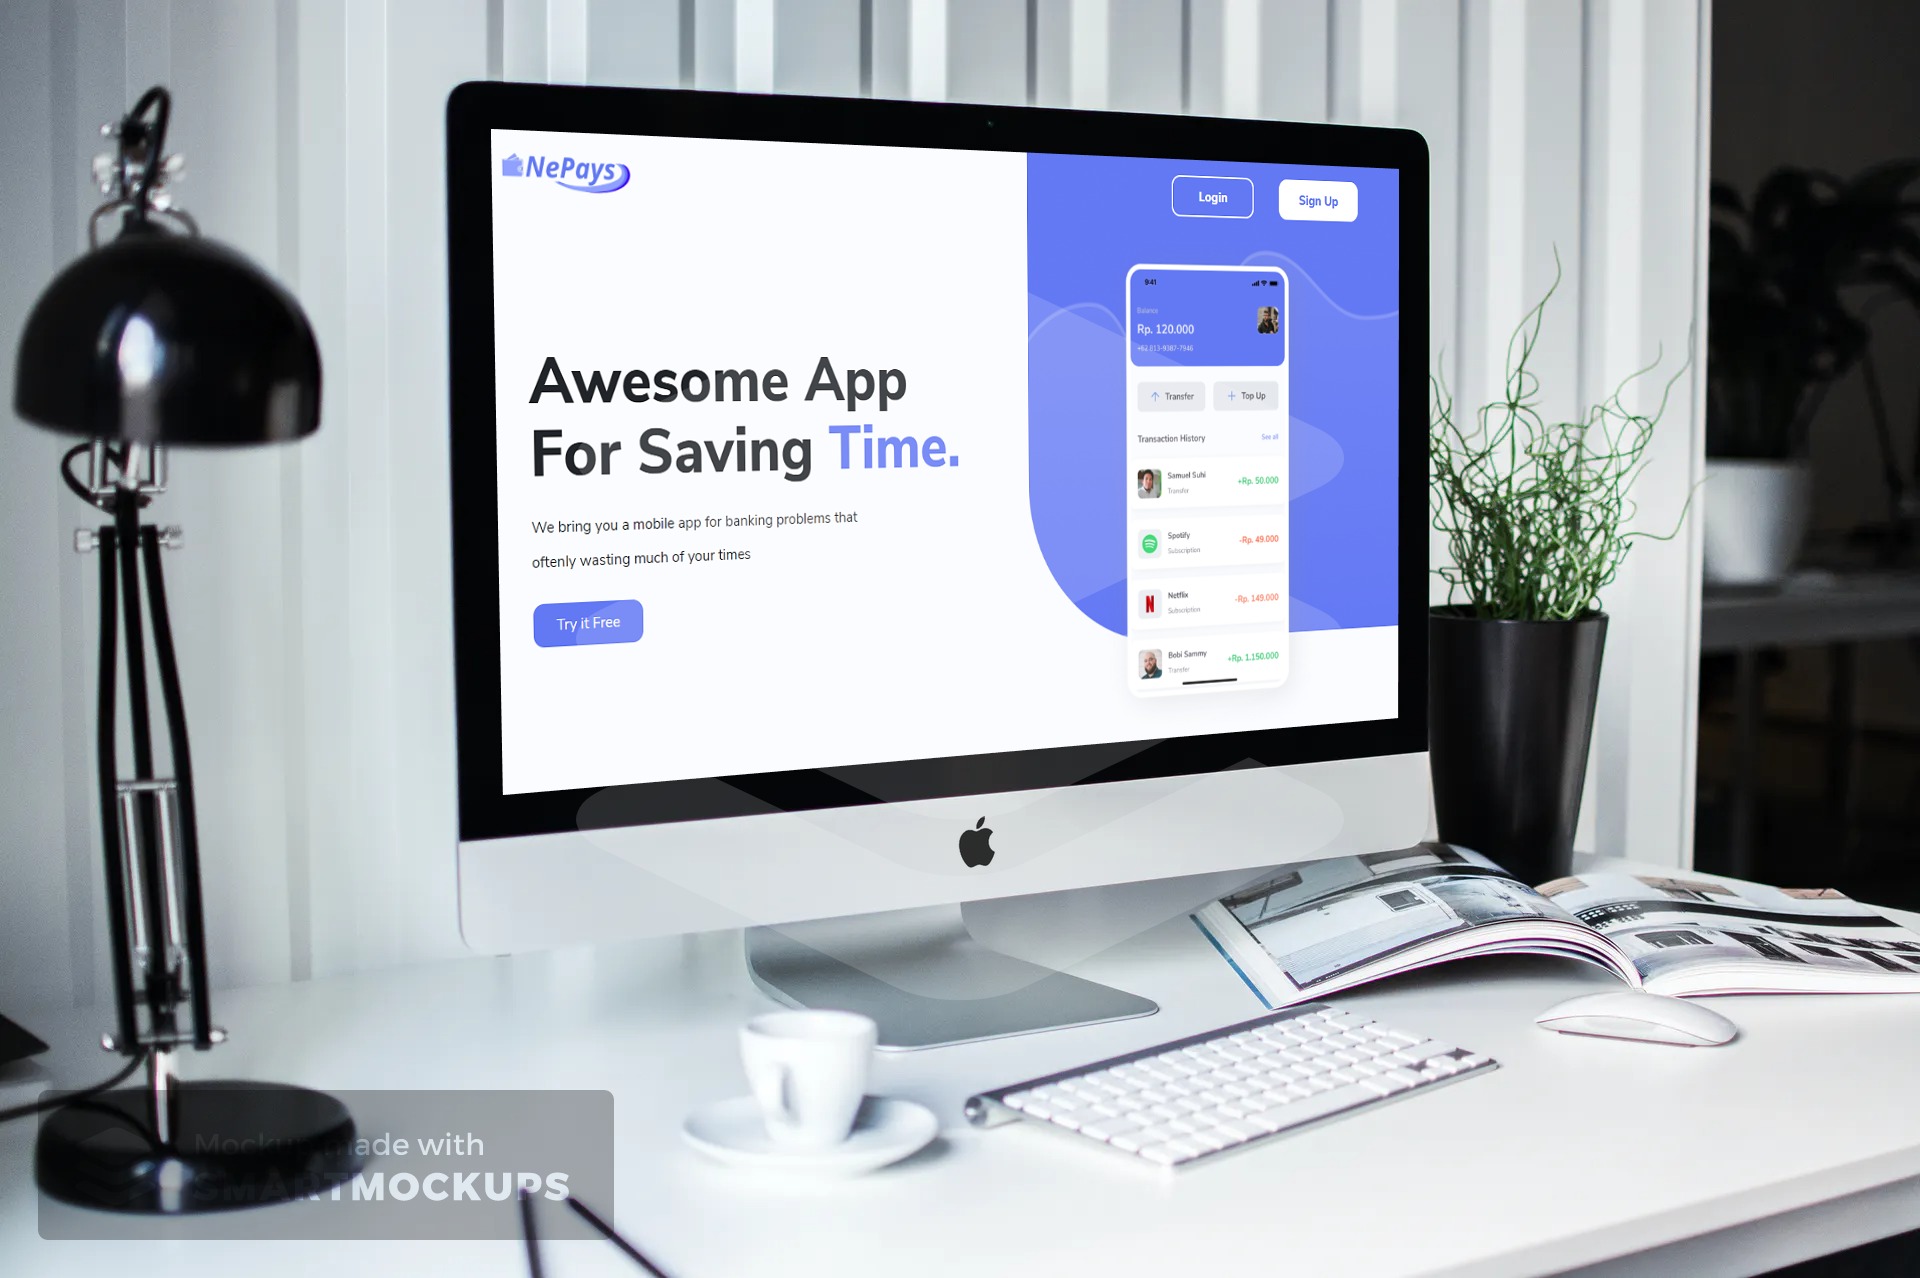 NePays
Login
Sign Up
Awesome App
For Saving Time.
We bring you a mobile app for banking problems that
oftenly wasting much of your times
Try it Free
9:41
Balance
Rp. 120.000
+62 813-9387-7946
Transfer
Top Up
Transaction History
See all
Samuel Suhi
+Rp. 50.000
Transfer
Spotify
-Rp. 49.000
Subscription
N
Netflix
-Rp. 149.000
Subscription
Bobi Sammy
+Rp. 1.150.000
Transfer
Mockup made with
SMARTMOCKUPS